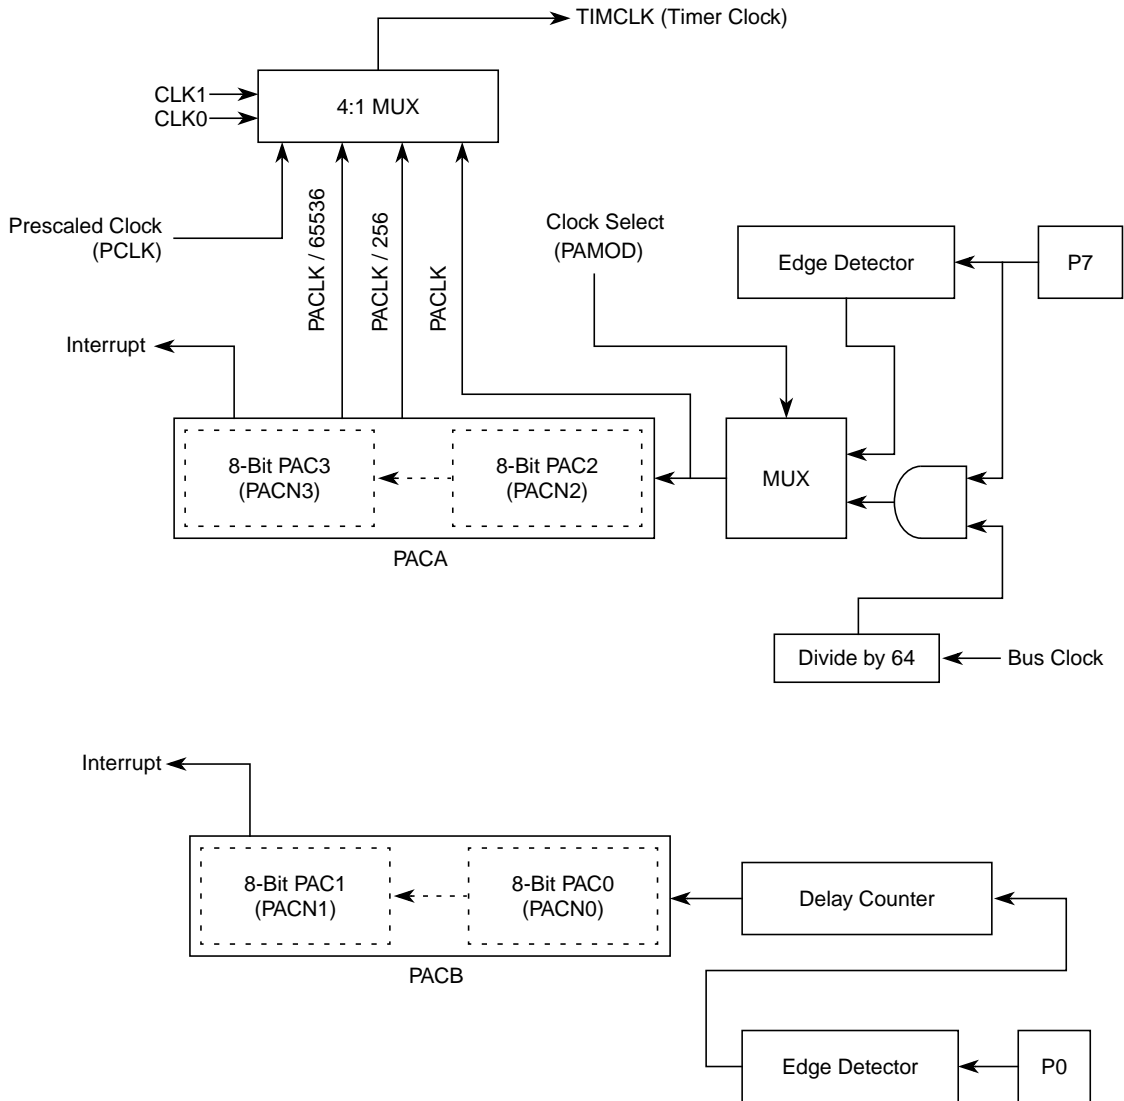 TIMCLK (Timer Clock)
CLK1
CLK0
4:1 MUX
Prescaled Clock
(PCLK)
PACLK / 65536
PACLK / 256
PACLK
Clock Select
(PAMOD)
Edge Detector
P7
Interrupt
8-Bit PAC3
(PACN3)
8-Bit PAC2
(PACN2)
MUX
PACA
Divide by 64
Bus Clock
Interrupt
8-Bit PAC1
(PACN1)
8-Bit PAC0
(PACN0)
Delay Counter
PACB
Edge Detector
P0